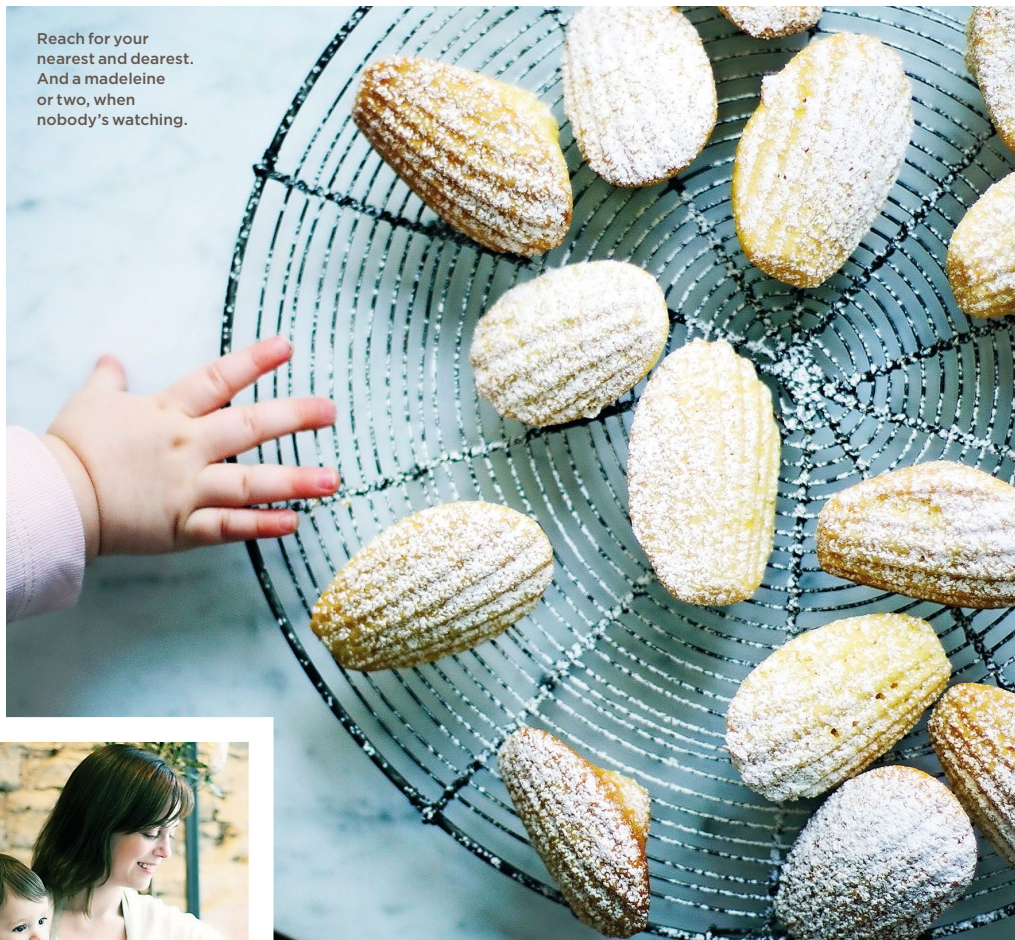 Reach for your
nearest and dearest.
And a madeleine
or two, when
nobody’s watching.